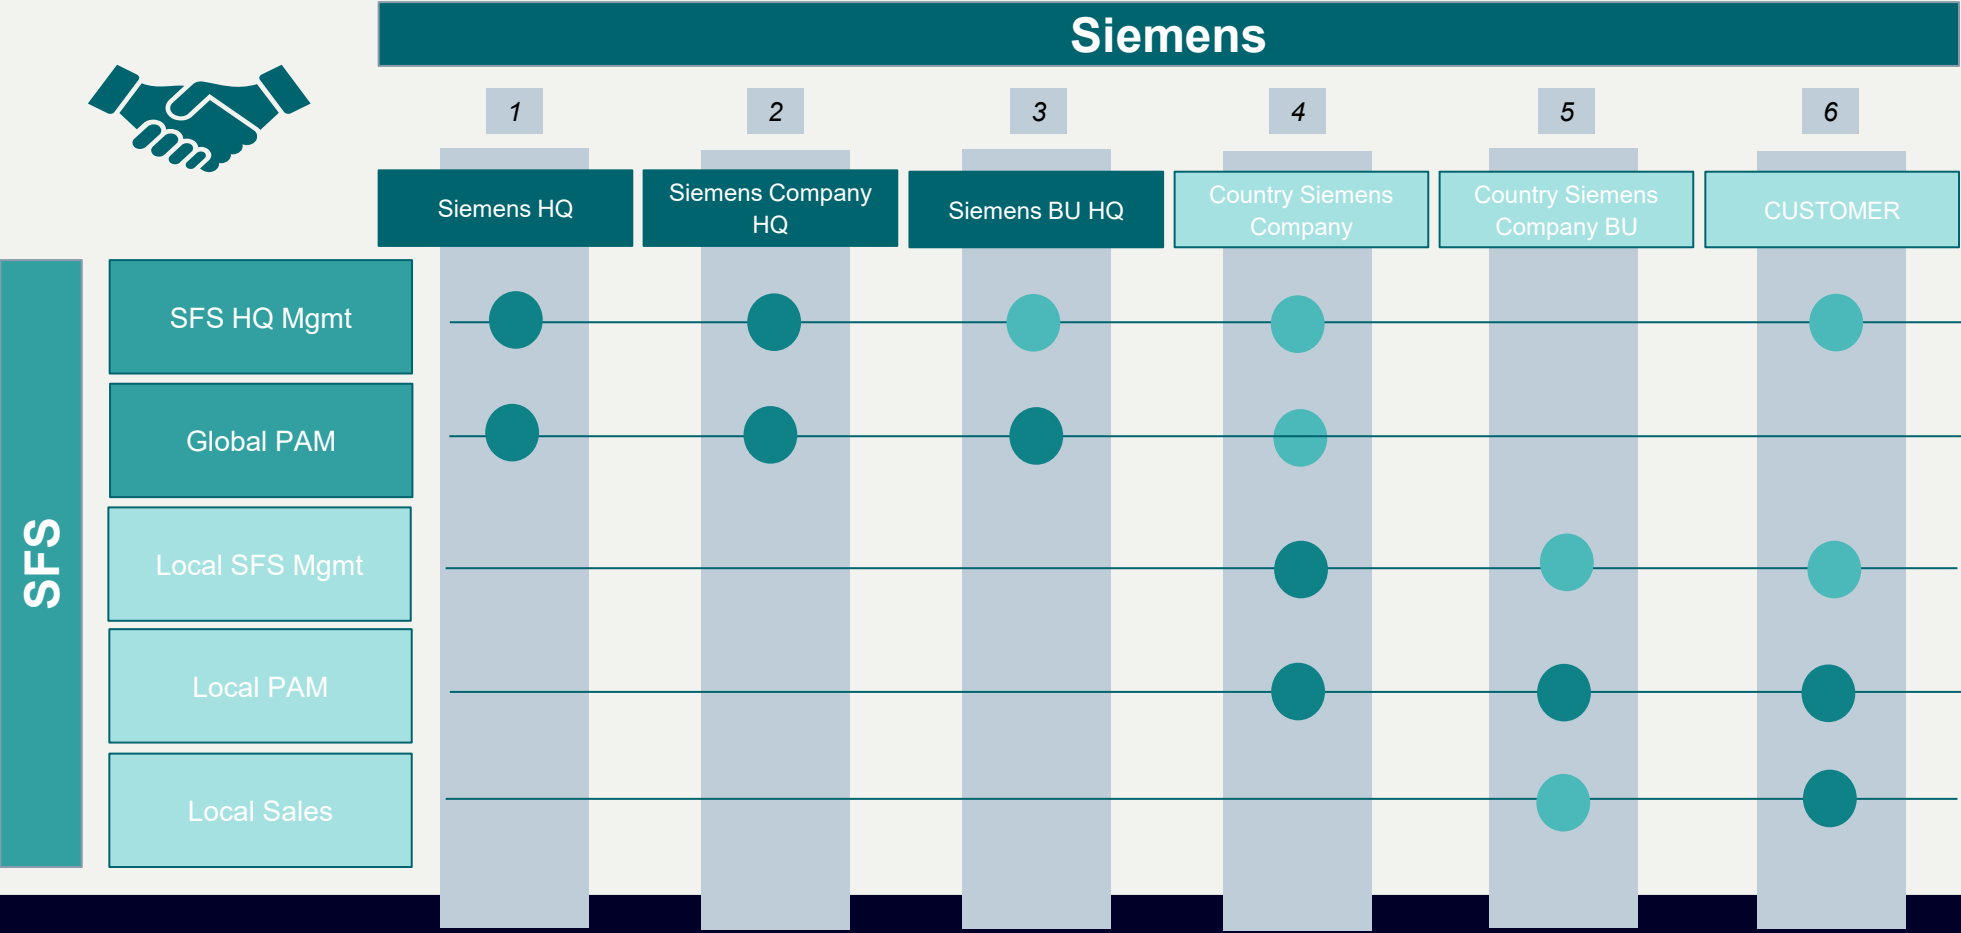 Siemens
1
2
3
4
5
6
Siemens HQ
Siemens Company
HQ
Siemens BU HQ
Country Siemens
Company
Country Siemens
Company BU
CUSTOMER
SFS
SFS HQ Mgmt
Global PAM
Local SFS Mgmt
Local PAM
Local Sales